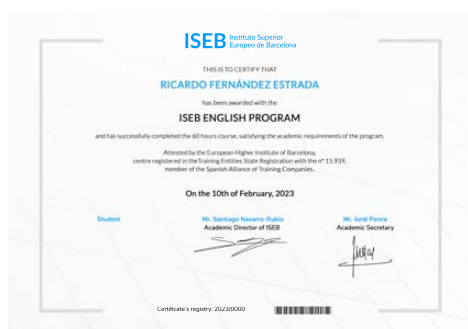 ISEB Instituto Superior
Europeo de Barcelona
THIS IS TO CERTIFY THAT
RICARDO FERNÁNDEZ ESTRADA
has been awarded with the
ISEB ENGLISH PROGRAM
and has successfully completed the 60 hours course, satisfying the academic requirements of the program.
Attested by the European Higher Institute of Barcelona,
centre registered in theTraining Entities State Registration with the nº 15.939,
member of the Spanish Alliance of Training Companies.
On the 10th of February, 2023
Student
Mr. Santiago Navarro-Rubio
Academic Director of ISEB
Mr. Jordi Ponce
Academic Secretary
Certificate's registry: 2023/0000